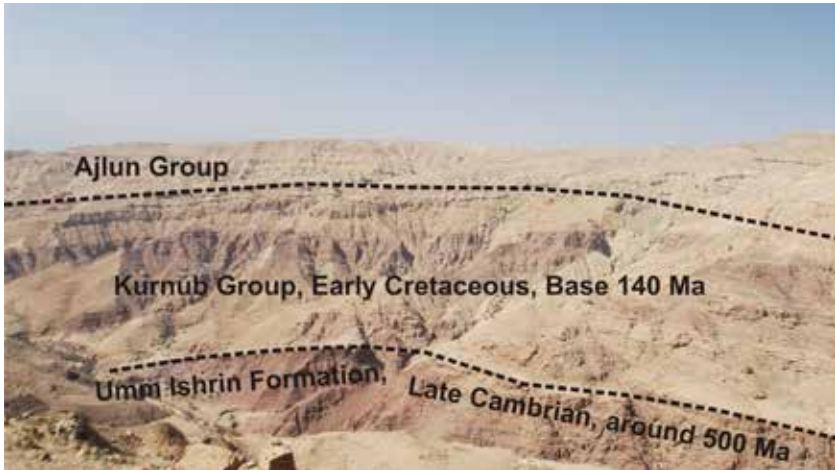 Ajlun Group
Kurnub Group, Early Cretaceous, Base 140 Ma
Umm Ishrin Formation, Late Cambrian, around 500 Ma